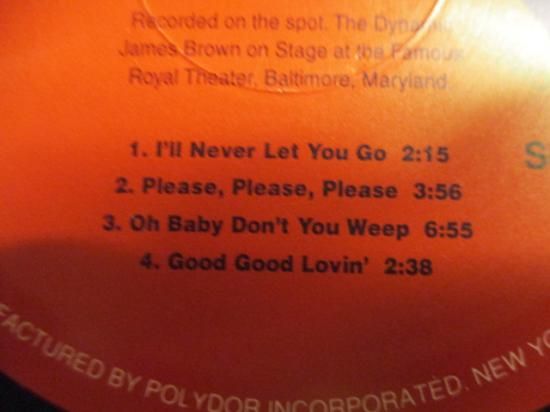 Recorded on the spot. The Dynamic
James Brown on Stage at the Famous
Royal Theater, Baltimore, Maryland.
1. I'll Never Let You Go 2:15
S
2. Please, Please, Please 3:56
3. Oh Baby Don't You Weep 6:55
4. Good Good Lovin' 2:38
FACTURED BY POLYDOR INCORPORATED. NEW YO